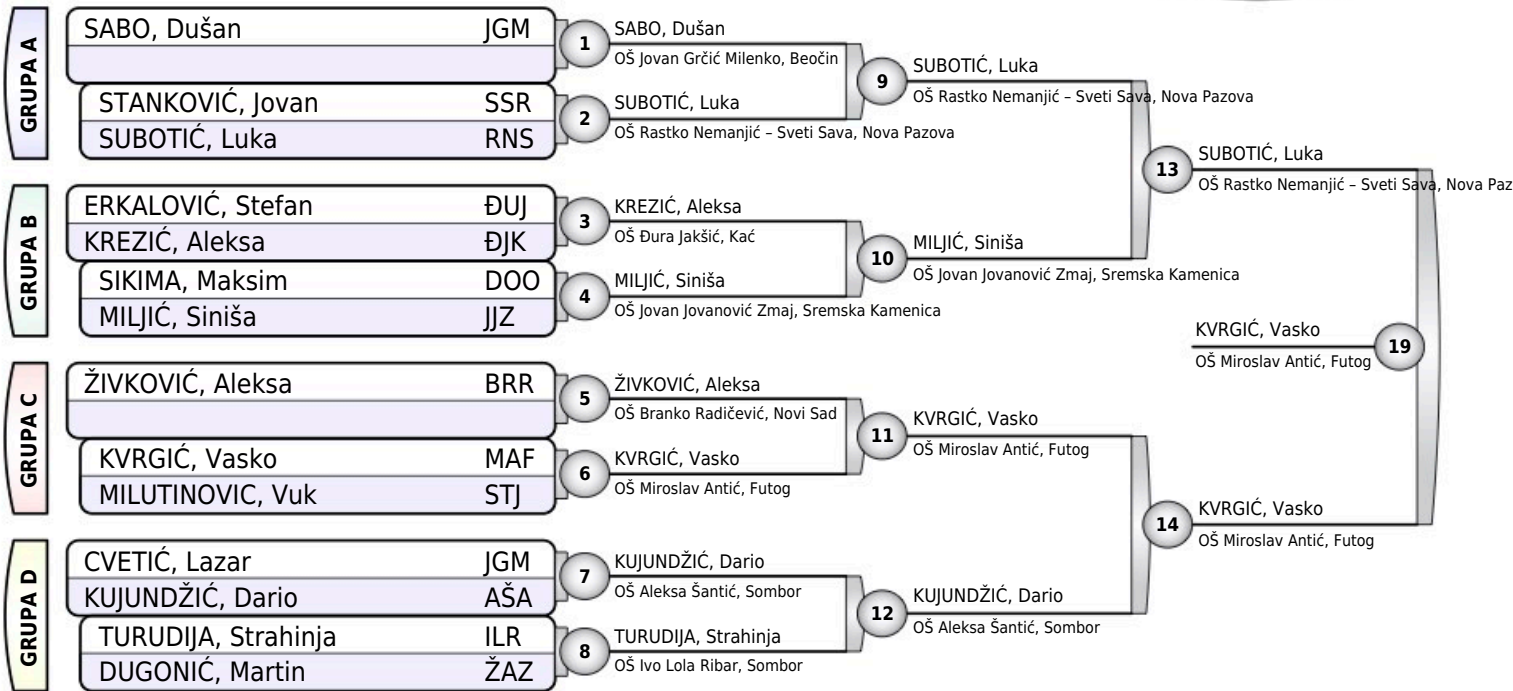 GRUPA A
SABO, Dušan JGM
STANKOVIĆ, Jovan SSR
SUBOTIĆ, Luka RNS
GRUPA B
ERKALOVIĆ, Stefan ĐUJ
KREZIĆ, Aleksa ĐJK
SIKIMA, Maksim DOO
MILJIĆ, Siniša JJZ
GRUPA C
ŽIVKOVIĆ, Aleksa BRR
KVRGIĆ, Vasko MAF
MILUTINOVIC, Vuk STJ
GRUPA D
CVETIĆ, Lazar JGM
KUJUNDŽIĆ, Dario AŠA
TURUDIJA, Strahinja ILR
DUGONIĆ, Martin ŽAZ
1
SABO, Dušan
OŠ Jovan Grčić Milenko, Beočin
2
SUBOTIĆ, Luka
OŠ Rastko Nemanjić – Sveti Sava, Nova Pazova
3
KREZIĆ, Aleksa
OŠ Đura Jakšić, Kać
4
MILJIĆ, Siniša
OŠ Jovan Jovanović Zmaj, Sremska Kamenica
5
ŽIVKOVIĆ, Aleksa
OŠ Branko Radičević, Novi Sad
6
KVRGIĆ, Vasko
OŠ Miroslav Antić, Futog
7
KUJUNDŽIĆ, Dario
OŠ Aleksa Šantić, Sombor
8
TURUDIJA, Strahinja
OŠ Ivo Lola Ribar, Sombor
9
SUBOTIĆ, Luka
OŠ Rastko Nemanjić – Sveti Sava, Nova Pazova
10
MILJIĆ, Siniša
OŠ Jovan Jovanović Zmaj, Sremska Kamenica
11
KVRGIĆ, Vasko
OŠ Miroslav Antić, Futog
12
KUJUNDŽIĆ, Dario
OŠ Aleksa Šantić, Sombor
13
SUBOTIĆ, Luka
OŠ Rastko Nemanjić – Sveti Sava, Nova Paz
14
KVRGIĆ, Vasko
OŠ Miroslav Antić, Futog
KVRGIĆ, Vasko
OŠ Miroslav Antić, Futog
19